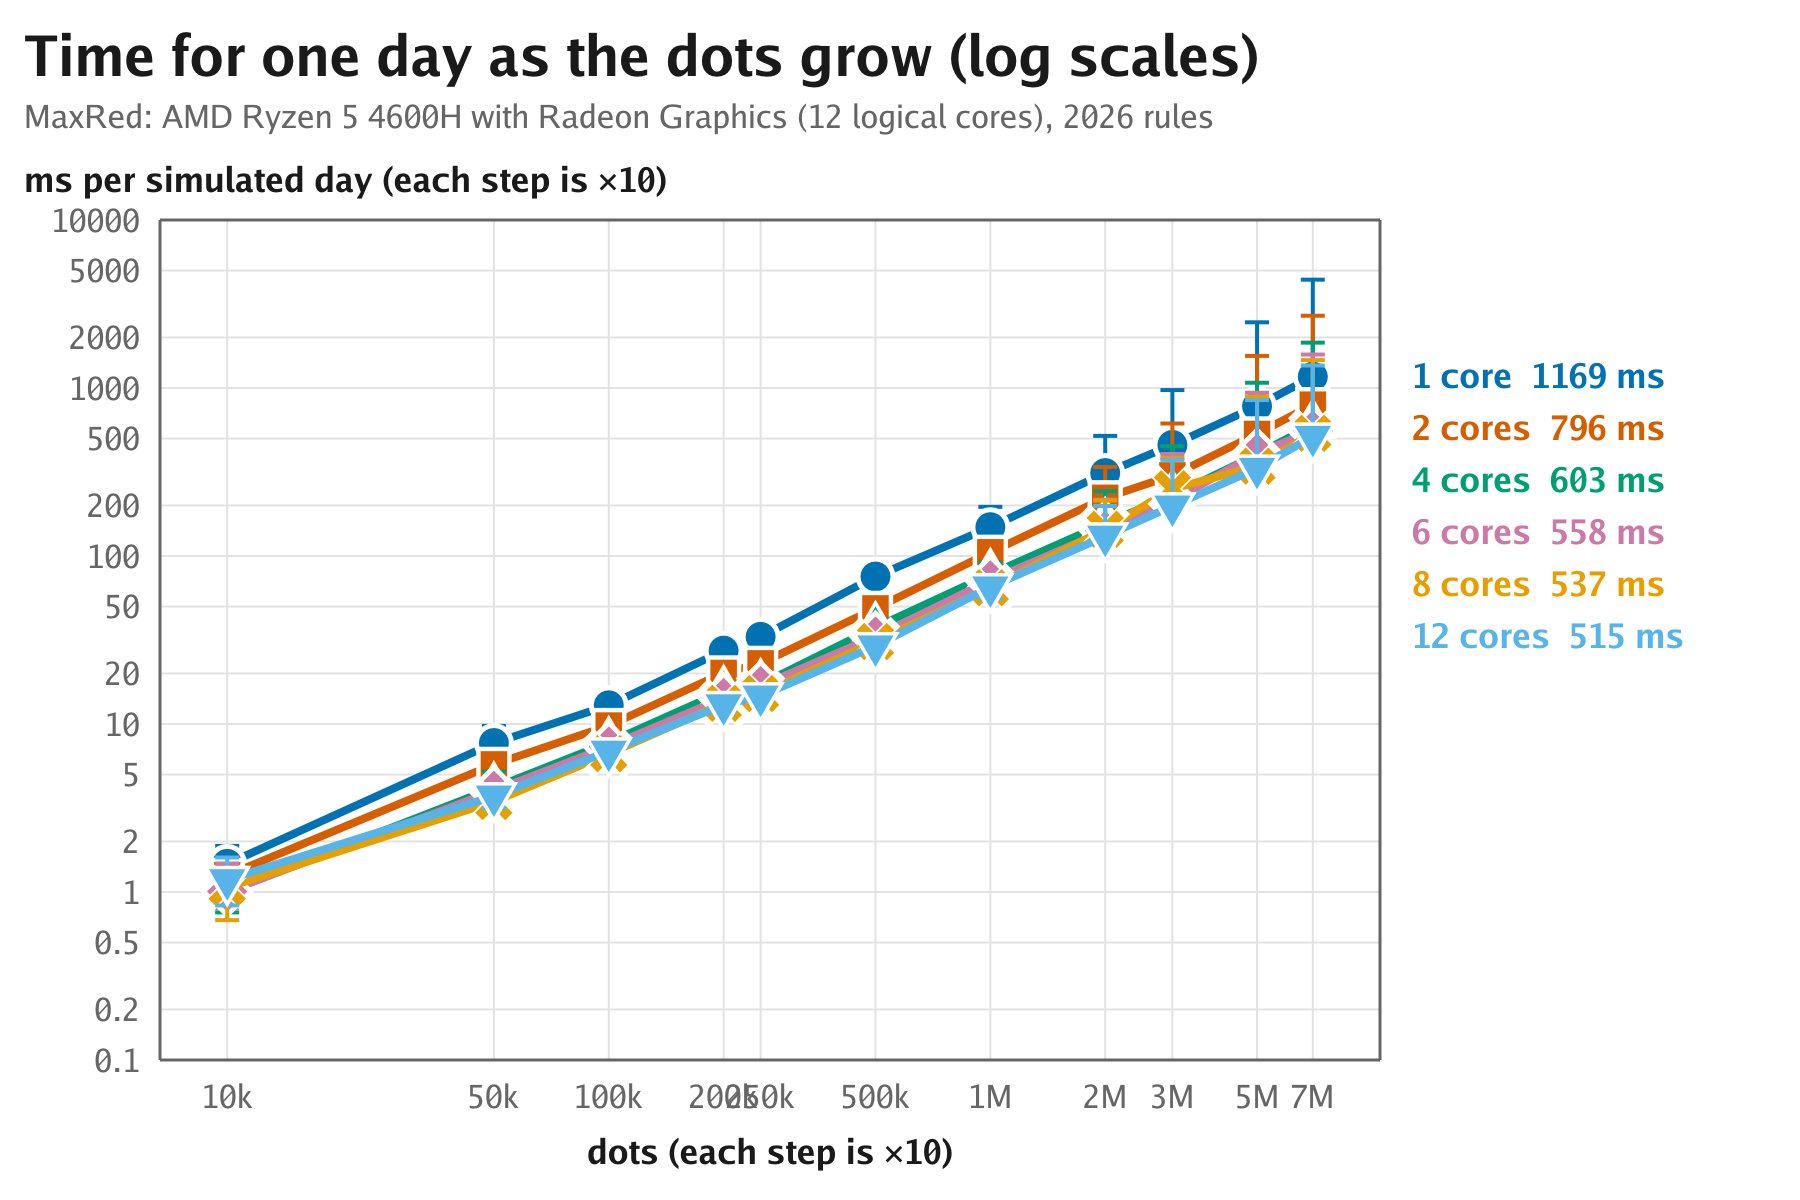 Time for one day as the dots grow (log scales)
MaxRed: AMD Ryzen 5 4600H with Radeon Graphics (12 logical cores), 2026 rules
ms per simulated day (each step is ×10)
10000
5000
2000
1000
500
200
100
50
20
10
5
2
1
0.5
0.2
0.1
1 core 1169 ms
2 cores 796 ms
4 cores 603 ms
6 cores 558 ms
8 cores 537 ms
12 cores 515 ms
10k 50k 100k 200k 250k 500k 1M 2M 3M 5M 7M
dots (each step is ×10)